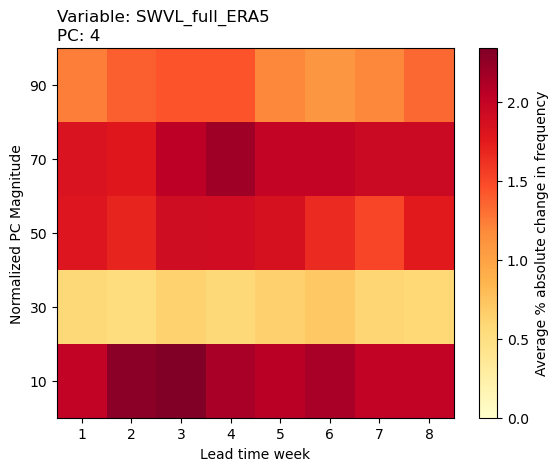 Variable: SWVL_full_ERA5
PC: 4
90
70
50
30
10
Normalized PC Magnitude
1 2 3 4 5 6 7 8
Lead time week
2.0
1.5
1.0
0.5
0.0
Average % absolute change in frequency